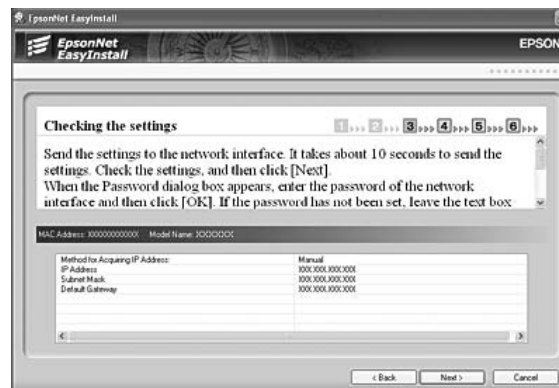 EpsonNet EasyInstall
EpsonNet
EasyInstall
EPSON
Checking the settings
1 2 3 4 5 6
Send the settings to the network interface. It takes about 10 seconds to send the
settings. Check the settings, and then click [Next].
When the Password dialog box appears, enter the password of the network
interface and then click [OK]. If the password has not been set, leave the text box
MAC Address: XXXXXXXXXXXX Model Name: XXXXXXX
Method for Acquiring IP Address: Manual
IP Address XXX.XXX.XXX.XXX
Subnet Mask XXX.XXX.XXX.XXX
Default Gateway XXX.XXX.XXX.XXX
< Back Next > Cancel